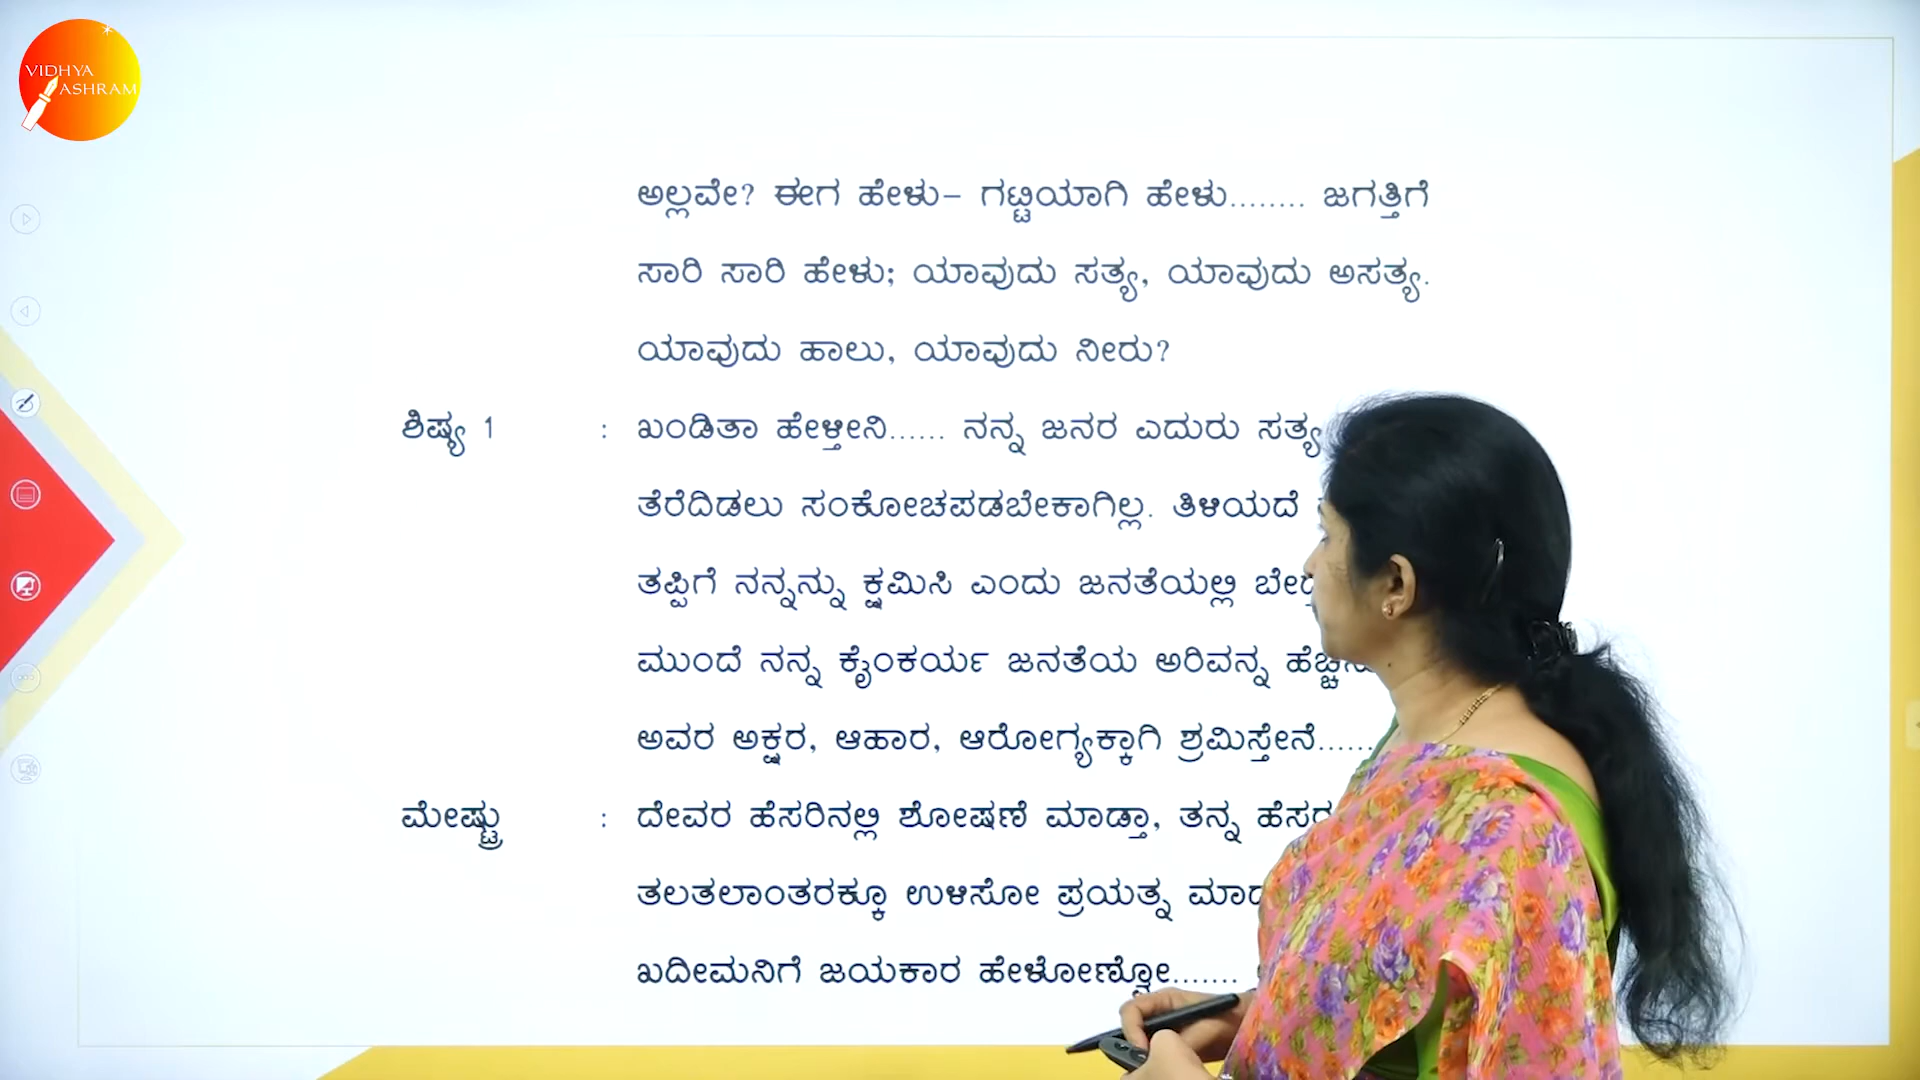 VIDHYA
ASHRAM
ಅಲ್ಲವೇ? ಈಗ ಹೇಳು– ಗಟ್ಟಿಯಾಗಿ ಹೇಳು........ ಜಗತ್ತಿಗೆ
ಸಾರಿ ಸಾರಿ ಹೇಳು; ಯಾವುದು ಸತ್ಯ, ಯಾವುದು ಅಸತ್ಯ.
ಯಾವುದು ಹಾಲು, ಯಾವುದು ನೀರು?
ಶಿಷ್ಯ 1 : ಖಂಡಿತಾ ಹೇಳ್ತೀನಿ...... ನನ್ನ ಜನರ ಎದುರು ಸತ್ಯ
ತೆರೆದಿಡಲು ಸಂಕೋಚಪಡಬೇಕಾಗಿಲ್ಲ. ತಿಳಿಯದೆ
ತಪ್ಪಿಗೆ ನನ್ನನ್ನು ಕ್ಷಮಿಸಿ ಎಂದು ಜನತೆಯಲ್ಲಿ
ಮುಂದೆ ನನ್ನ ಕೈಂಕರ್ಯ ಜನತೆಯ ಅರಿವನ್ನ
ಅವರ ಅಕ್ಷರ, ಆಹಾರ, ಆರೋಗ್ಯಕ್ಕಾಗಿ ಶ್ರಮಿಸ್ತೇನೆ......
ಮೇಷ್ಟ್ರು : ದೇವರ ಹೆಸರಿನಲ್ಲಿ ಶೋಷಣೆ ಮಾಡ್ತಾ, ತನ್ನ
ತಲತಲಾಂತರಕ್ಕೂ ಉಳಿಸೋ ಪ್ರಯತ್ನ
ಖದೀಮನಿಗೆ ಜಯಕಾರ ಹೇಳೋಣ್ವೋ.......